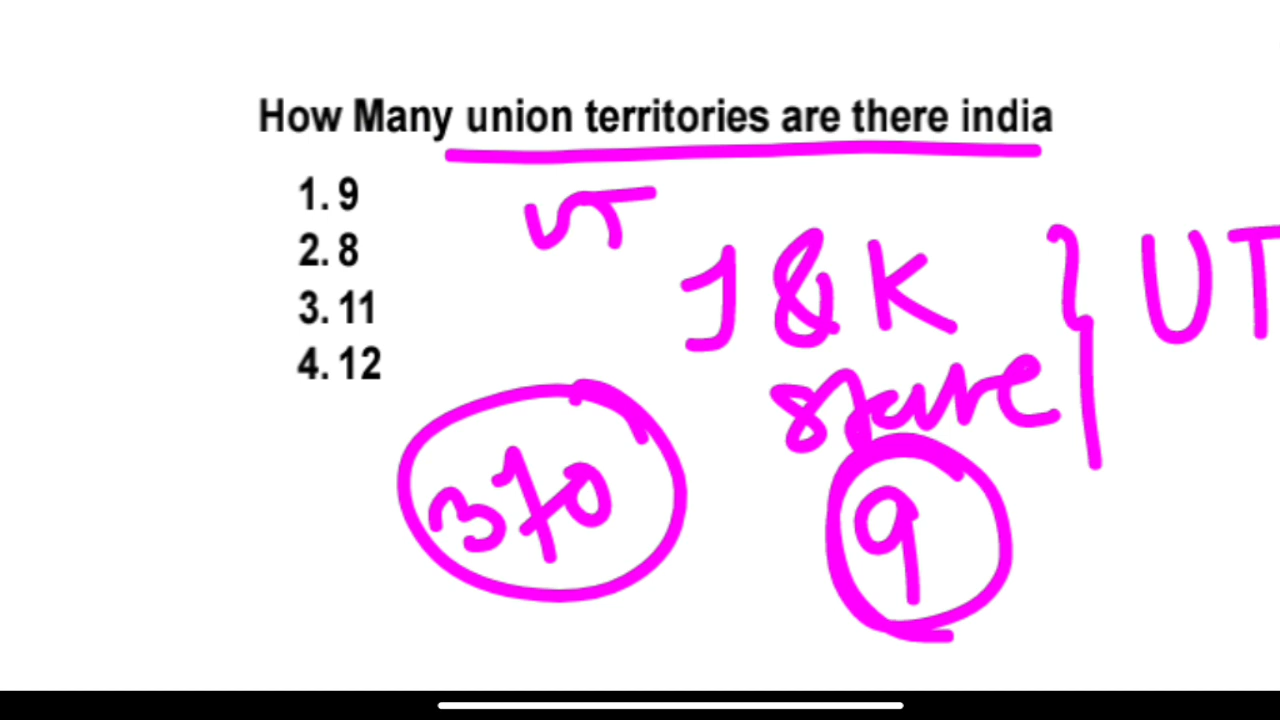 How Many union territories are there india
1. 9
2. 8
3. 11
4. 12
UT
J & K } UT
370
9